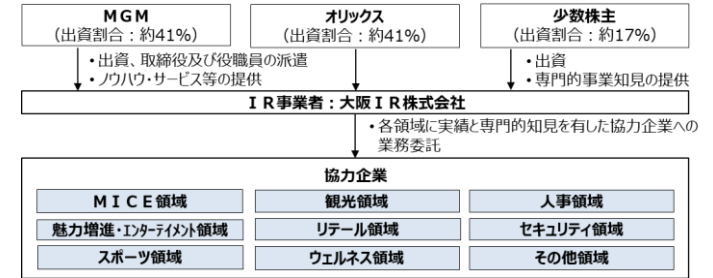 MGM
(出資割合：約41%)
オリックス
(出資割合：約41%)
少数株主
(出資割合：約17%)
・出資、取締役及び役職員の派遣
・ノウハウ・サービス等の提供
・出資
・専門的事業知見の提供
ＩＲ事業者：大阪ＩＲ株式会社
・各領域に実績と専門的知見を有した協力企業への
業務委託
協力企業
ＭＩＣＥ領域
観光領域
人事領域
魅力増進・エンターテイメント領域
リテール領域
セキュリティ領域
スポーツ領域
ウェルネス領域
その他領域